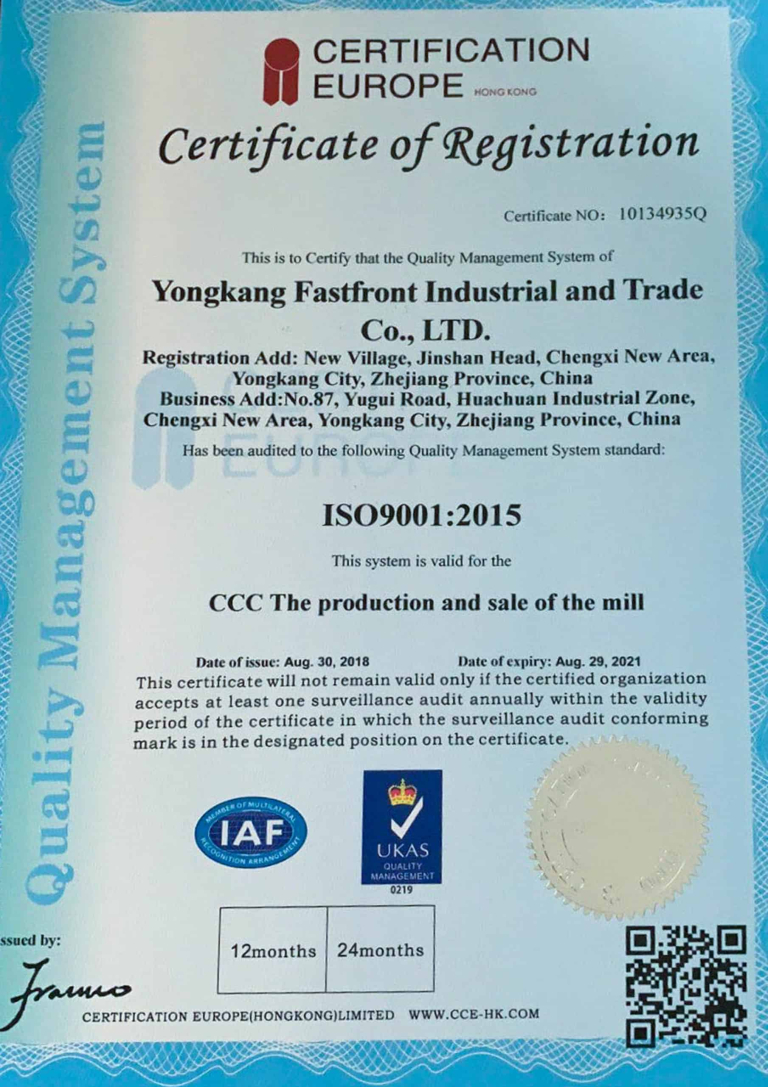 CERTIFICATION
EUROPE HONG KONG
Certificate of Registration
Certificate NO: 10134935Q
Quality Management System
This is to Certify that the Quality Management System of
Yongkang Fastfront Industrial and Trade
Co., LTD.
Registration Add: New Village, Jinshan Head, Chengxi New Area,
Yongkang City, Zhejiang Province, China
Business Add:No.87, Yugui Road, Huachuan Industrial Zone,
Chengxi New Area, Yongkang City, Zhejiang Province, China
Has been audited to the following Quality Management System standard:
ISO9001:2015
This system is valid for the
CCC The production and sale of the mill
Date of issue: Aug. 30, 2018 Date of expiry: Aug. 29, 2021
This certificate will not remain valid only if the certified organization
accepts at least one surveillance audit annually within the validity
period of the certificate in which the surveillance audit conforming
mark is in the designated position on the certificate.
MEMBER OF MULTILATERAL
IAF
RECOGNITION ARRANGEMENT
UKAS
QUALITY
MANAGEMENT
0219
12months 24months
ssued by:
CERTIFICATION EUROPE(HONGKONG)LIMITED WWW.CCE-HK.COM